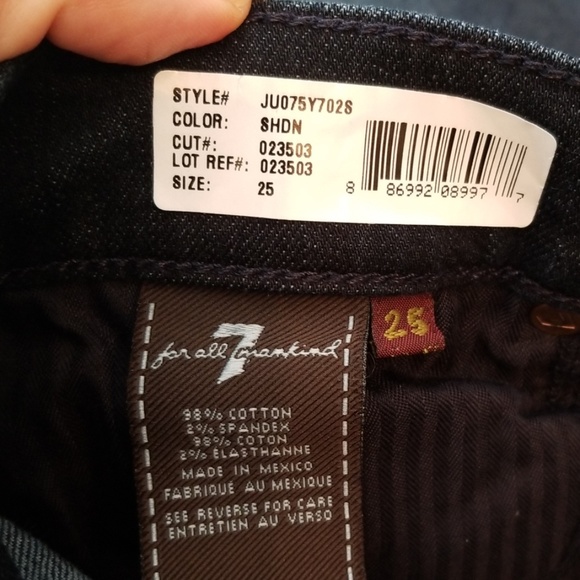 STYLE# JU075Y702S
COLOR: SHDN
CUT#: 023503
LOT REF#: 023503
SIZE: 25
8 86992 08997 7
7
for all mankind
25
98% COTTON
2% SPANDEX
98% COTON
2% ÉLASTHANNE
MADE IN MEXICO
FABRIQUÉ AU MEXIQUE
SEE REVERSE FOR CARE
ENTRETIEN AU VERSO